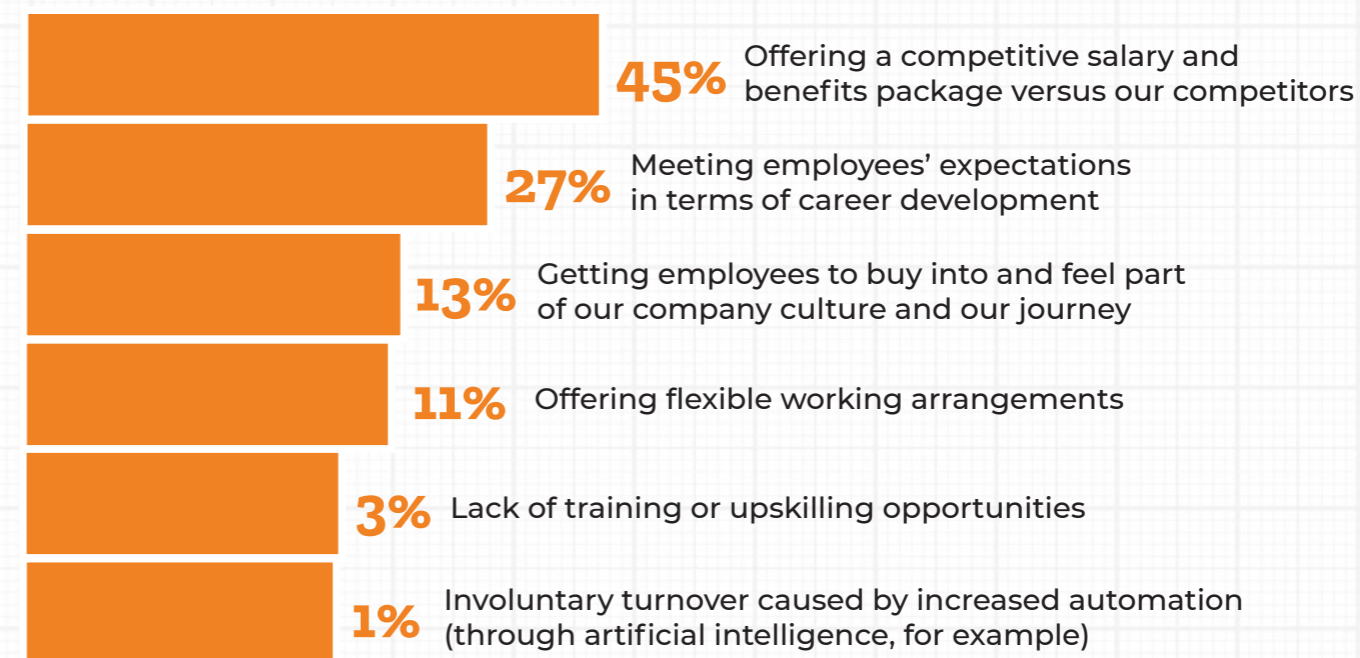 45% Offering a competitive salary and
benefits package versus our competitors
27% Meeting employees’ expectations
in terms of career development
13% Getting employees to buy into and feel part
of our company culture and our journey
11% Offering flexible working arrangements
3% Lack of training or upskilling opportunities
1% Involuntary turnover caused by increased automation
(through artificial intelligence, for example)